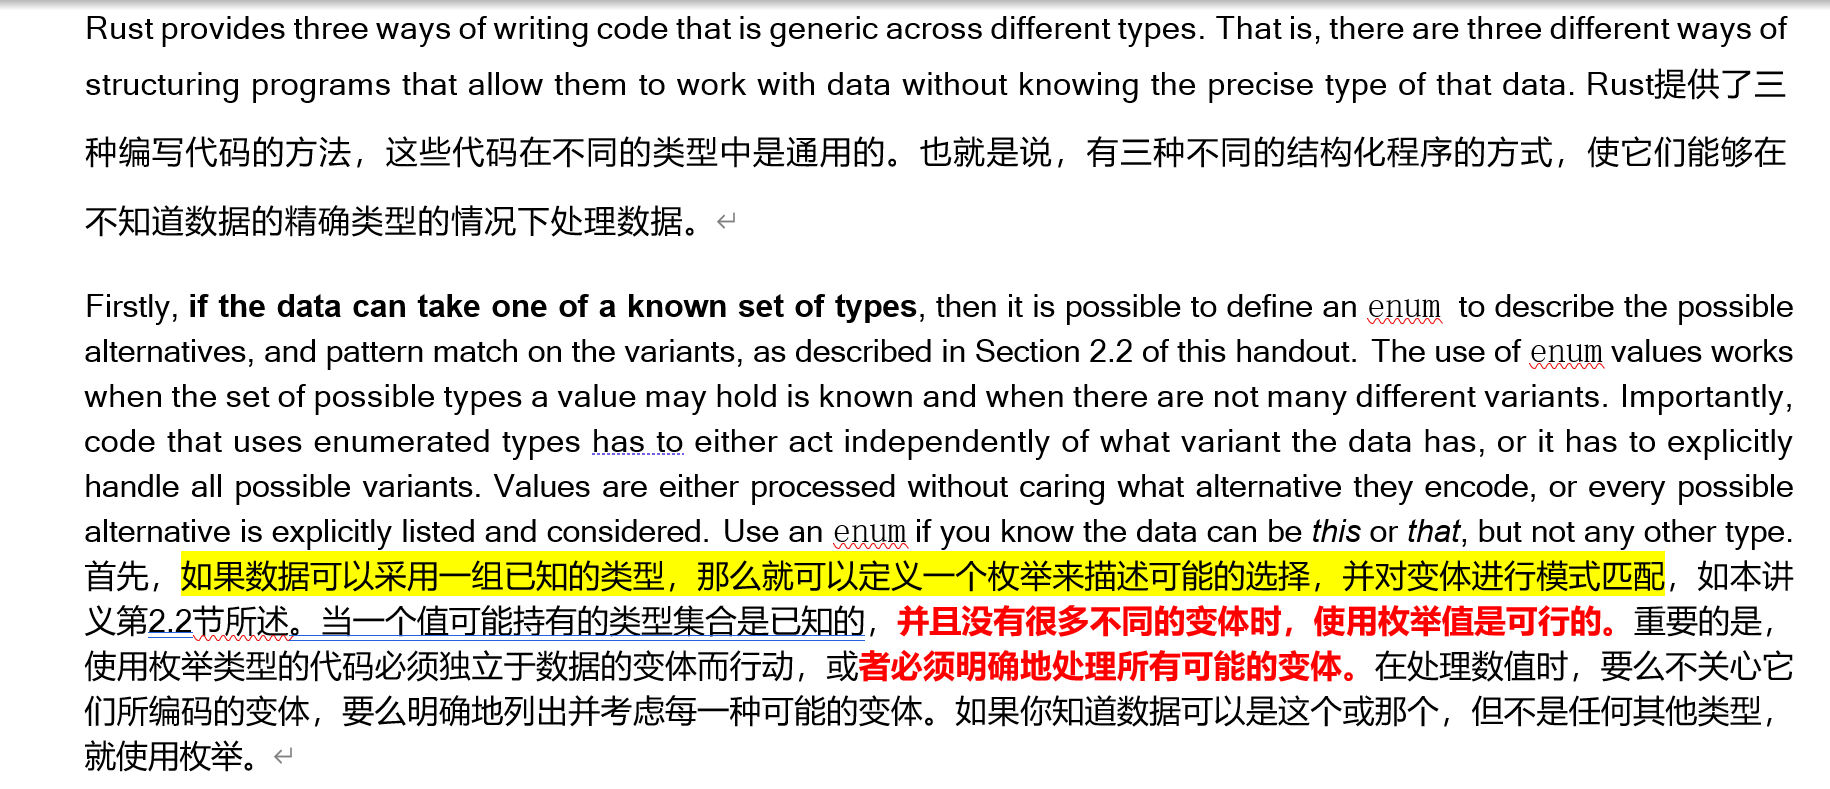 Rust provides three ways of writing code that is generic across different types. That is, there are three different ways of
structuring programs that allow them to work with data without knowing the precise type of that data. Rust提供了三
种编写代码的方法，这些代码在不同的类型中是通用的。也就是说，有三种不同的结构化程序的方式，使它们能够在
不知道数据的精确类型的情况下处理数据。↵
Firstly, if the data can take one of a known set of types, then it is possible to define an enum to describe the possible
alternatives, and pattern match on the variants, as described in Section 2.2 of this handout. The use of enum values works
when the set of possible types a value may hold is known and when there are not many different variants. Importantly,
code that uses enumerated types has to either act independently of what variant the data has, or it has to explicitly
handle all possible variants. Values are either processed without caring what alternative they encode, or every possible
alternative is explicitly listed and considered. Use an enum if you know the data can be this or that, but not any other type.
首先，如果数据可以采用一组已知的类型，那么就可以定义一个枚举来描述可能的选择，并对变体进行模式匹配，如本讲
义第2.2节所述。当一个值可能持有的类型集合是已知的，并且没有很多不同的变体时，使用枚举值是可行的。重要的是，
使用枚举类型的代码必须独立于数据的变体而行动，或者必须明确地处理所有可能的变体。在处理数值时，要么不关心它
们所编码的变体，要么明确地列出并考虑每一种可能的变体。如果你知道数据可以是这个或那个，但不是任何其他类型，
就使用枚举。↵